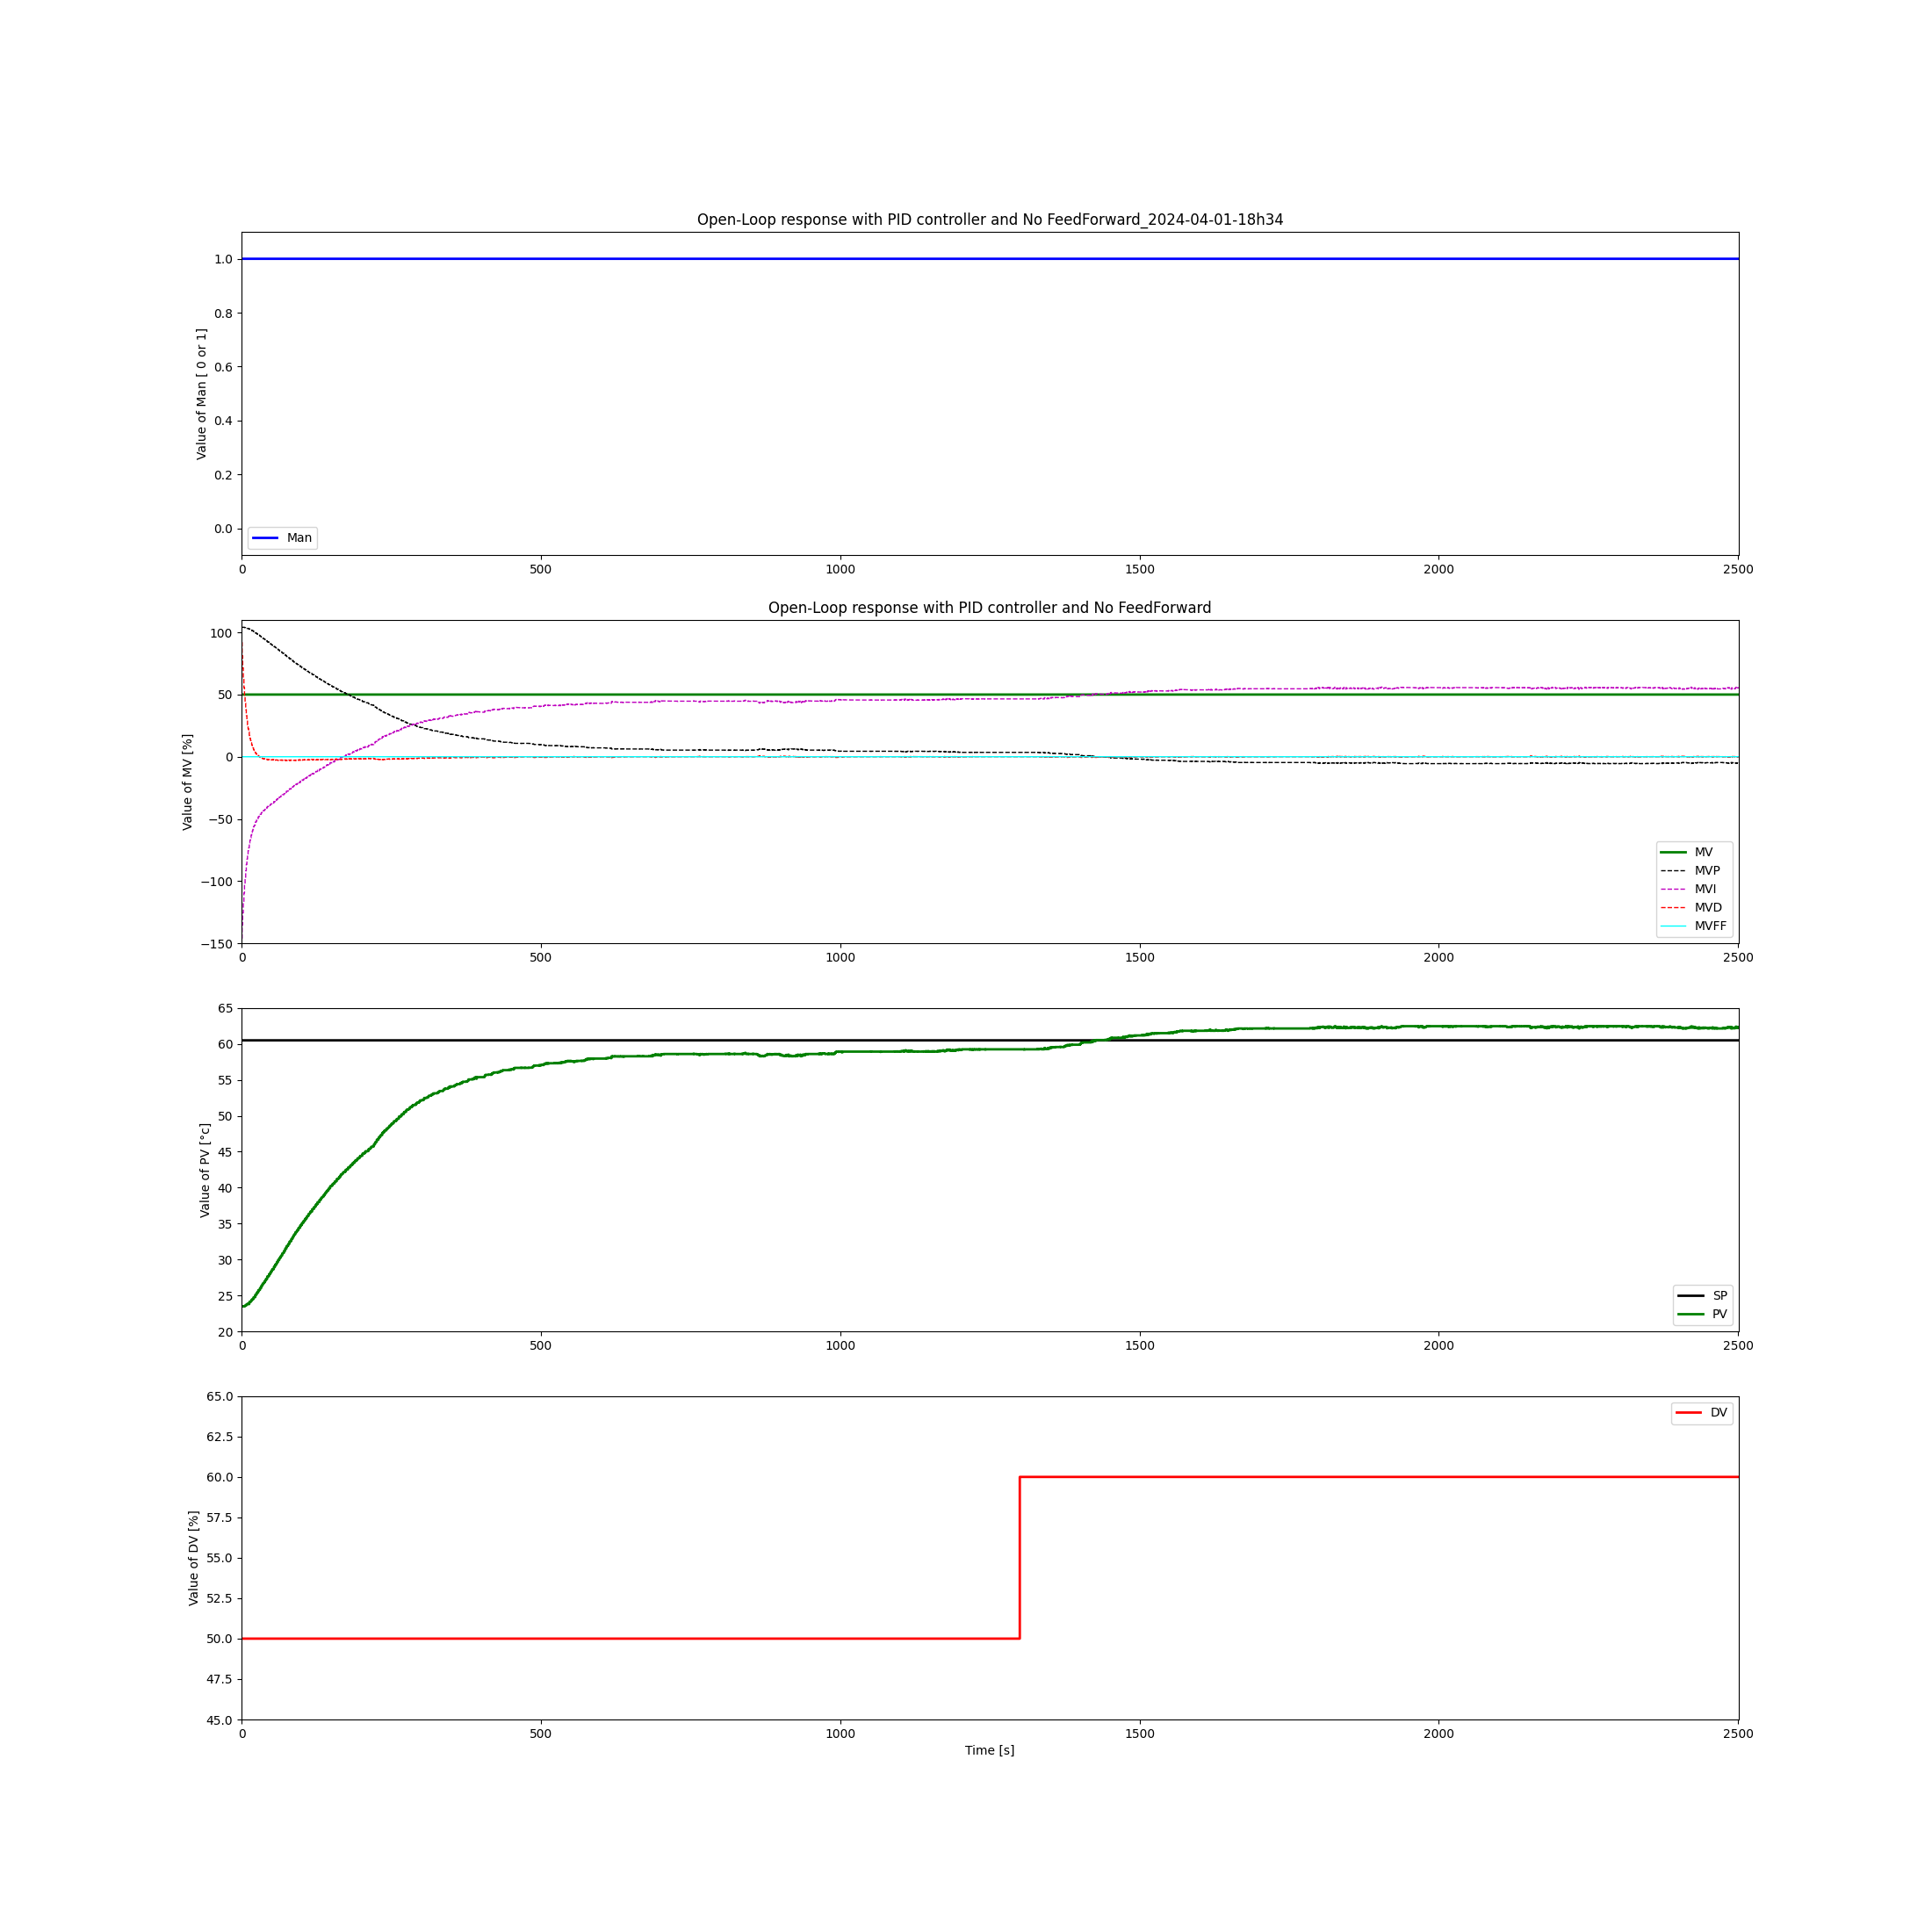 Open-Loop response with PID controller and No FeedForward_2024-04-01-18h34
Value of Man [ 0 or 1]
1.0
0.8
0.6
0.4
0.2
0.0
Man
0 500 1000 1500 2000 2500
Open-Loop response with PID controller and No FeedForward
Value of MV [%]
100
50
0
−50
−100
−150
MV
MVP
MVI
MVD
MVFF
0 500 1000 1500 2000 2500
Value of PV [°c]
65
60
55
50
45
40
35
30
25
20
SP
PV
0 500 1000 1500 2000 2500
Value of DV [%]
65.0
62.5
60.0
57.5
55.0
52.5
50.0
47.5
45.0
DV
0 500 1000 1500 2000 2500
Time [s]